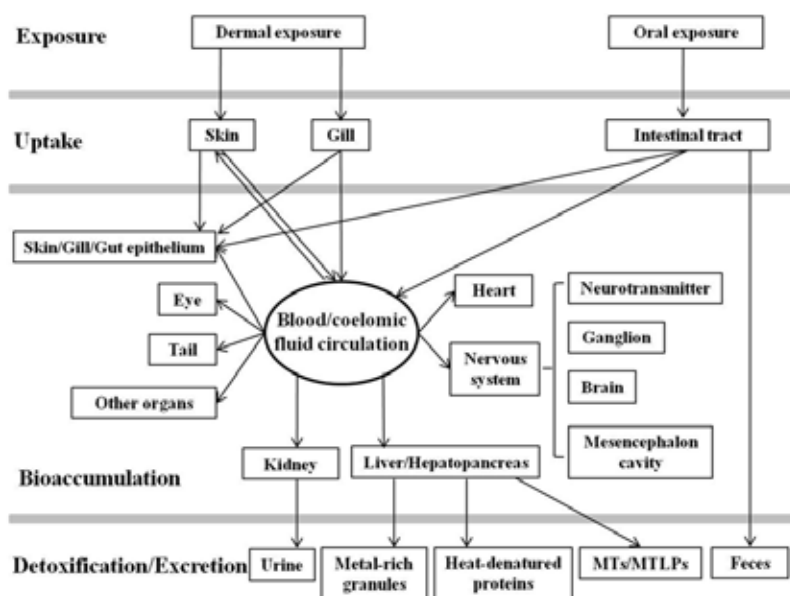 Exposure
Dermal exposure
Oral exposure
Uptake
Skin
Gill
Intestinal tract
Skin/Gill/Gut epithelium
Eye
Tail
Other organs
Blood/coelomic
fluid circulation
Heart
Nervous
system
Neurotransmitter
Ganglion
Brain
Mesencephalon
cavity
Bioaccumulation
Kidney
Liver/Hepatopancreas
Detoxification/Excretion
Urine
Metal-rich
granules
Heat-denatured
proteins
MTs/MTLPs
Feces